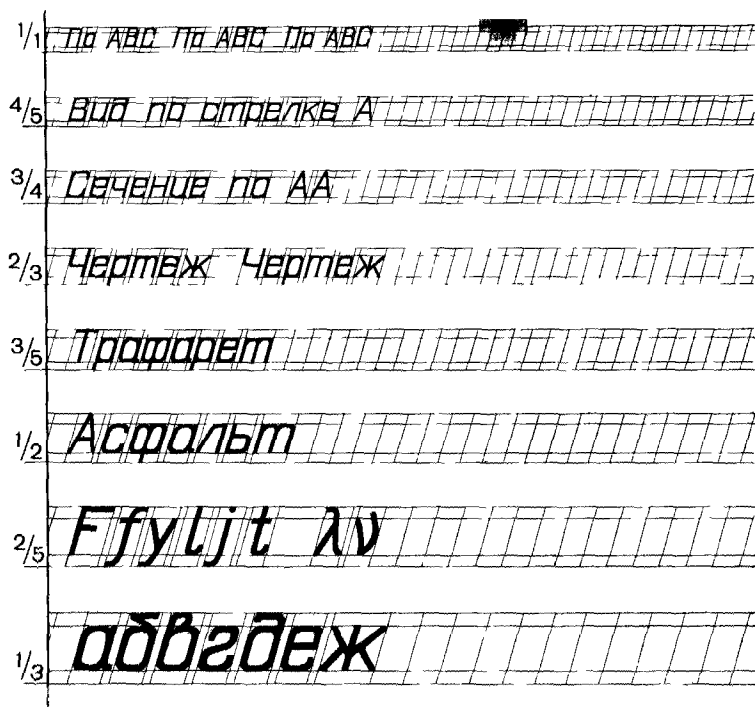 1/1 По АВС По АВС По АВС
4/5 Вид по стрелке А
3/4 Сечение по АА
2/3 Чертеж Чертеж
3/5 Трафарет
1/2 Асфальт
2/5 Ffyljt λν
1/3 абвгдеж